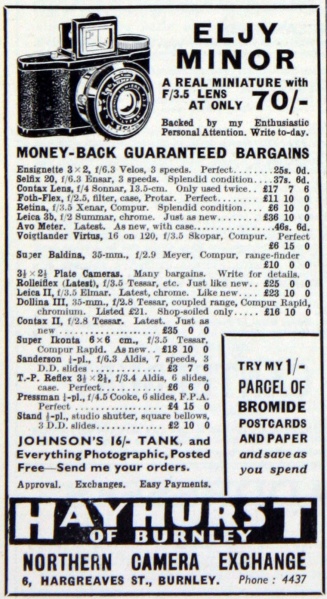 ELJY
MINOR
A REAL MINIATURE with
F/3.5 LENS
AT ONLY 70/-
Backed by my Enthusiastic
Personal Attention. Write to-day.
MONEY-BACK GUARANTEED BARGAINS
Ensignette 3×2, f/6.3 Velos, 3 speeds. Perfect......25s. 0d.
Selfix 20, f/6.3 Ensar, 3 speeds. Splendid condition....37s. 6d.
Contax Lens, f/4 Sonnar, 13.5-cm. Only used twice..£17 7 6
Foth-Flex, f/2.5, filter, case, Protar. Perfect......£11 10 0
Retina, f/3.5 Xenar, Compur. Splendid condition....£6 10 0
Leica 3b, f/2 Summar, chrome. Just as new........£36 10 0
Avo Meter. Latest. As new, with case............46s. 6d.
Voigtlander Virtus, 16 on 120, f/3.5 Skopar, Compur. Perfect
£6 15 0
Super Baldina, 35-mm., f/2.9 Meyer, Compur, range-finder
£10 0 0
3½×2½ Plate Cameras. Many bargains. Write for details.
Rolleiflex (Latest), f/3.5 Tessar, etc. Just like new..£25 0 0
Leica II, f/3.5 Elmar. Latest, chrome. Like new....£23 10 0
Dollina III, 35-mm., f/2.8 Tessar, coupled range, Compur Rapid,
chromium. Listed £21. Shop-soiled only......£16 10 0
Contax II, f/2.8 Tessar. Latest. Just as
new......................£35 0 0
Super Ikonta 6×6 cm., f/3.5 Tessar,
Compur Rapid. As new..£18 10 0
Sanderson ¼-pl., f/6.3 Aldis, 7 speeds, 3
D.D. slides..............£3 7 6
T.-P. Reflex 3½×2½, f/3.4 Aldis, 6 slides,
case. Perfect............£6 6 0
Pressman ¼-pl., f/4.5 Cooke, 6 slides, F.P.A.
Perfect..................£4 15 0
Stand ½-pl., studio shutter, square bellows,
3 D.D. slides............£2 10 0
JOHNSON'S 16/- TANK, and
Everything Photographic, Posted
Free—Send me your orders.
Approval. Exchanges. Easy Payments.
TRY MY 1/-
PARCEL OF
BROMIDE
POSTCARDS
AND PAPER
and save as
you spend
HAYHURST
OF BURNLEY
NORTHERN CAMERA EXCHANGE
6, HARGREAVES ST., BURNLEY. Phone : 4437